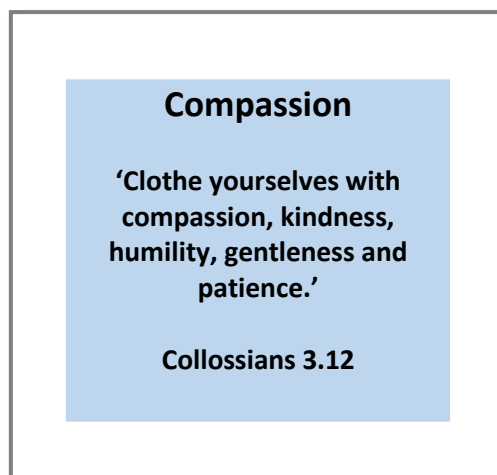 Compassion
‘Clothe yourselves with
compassion, kindness,
humility, gentleness and
patience.’
Collossians 3.12